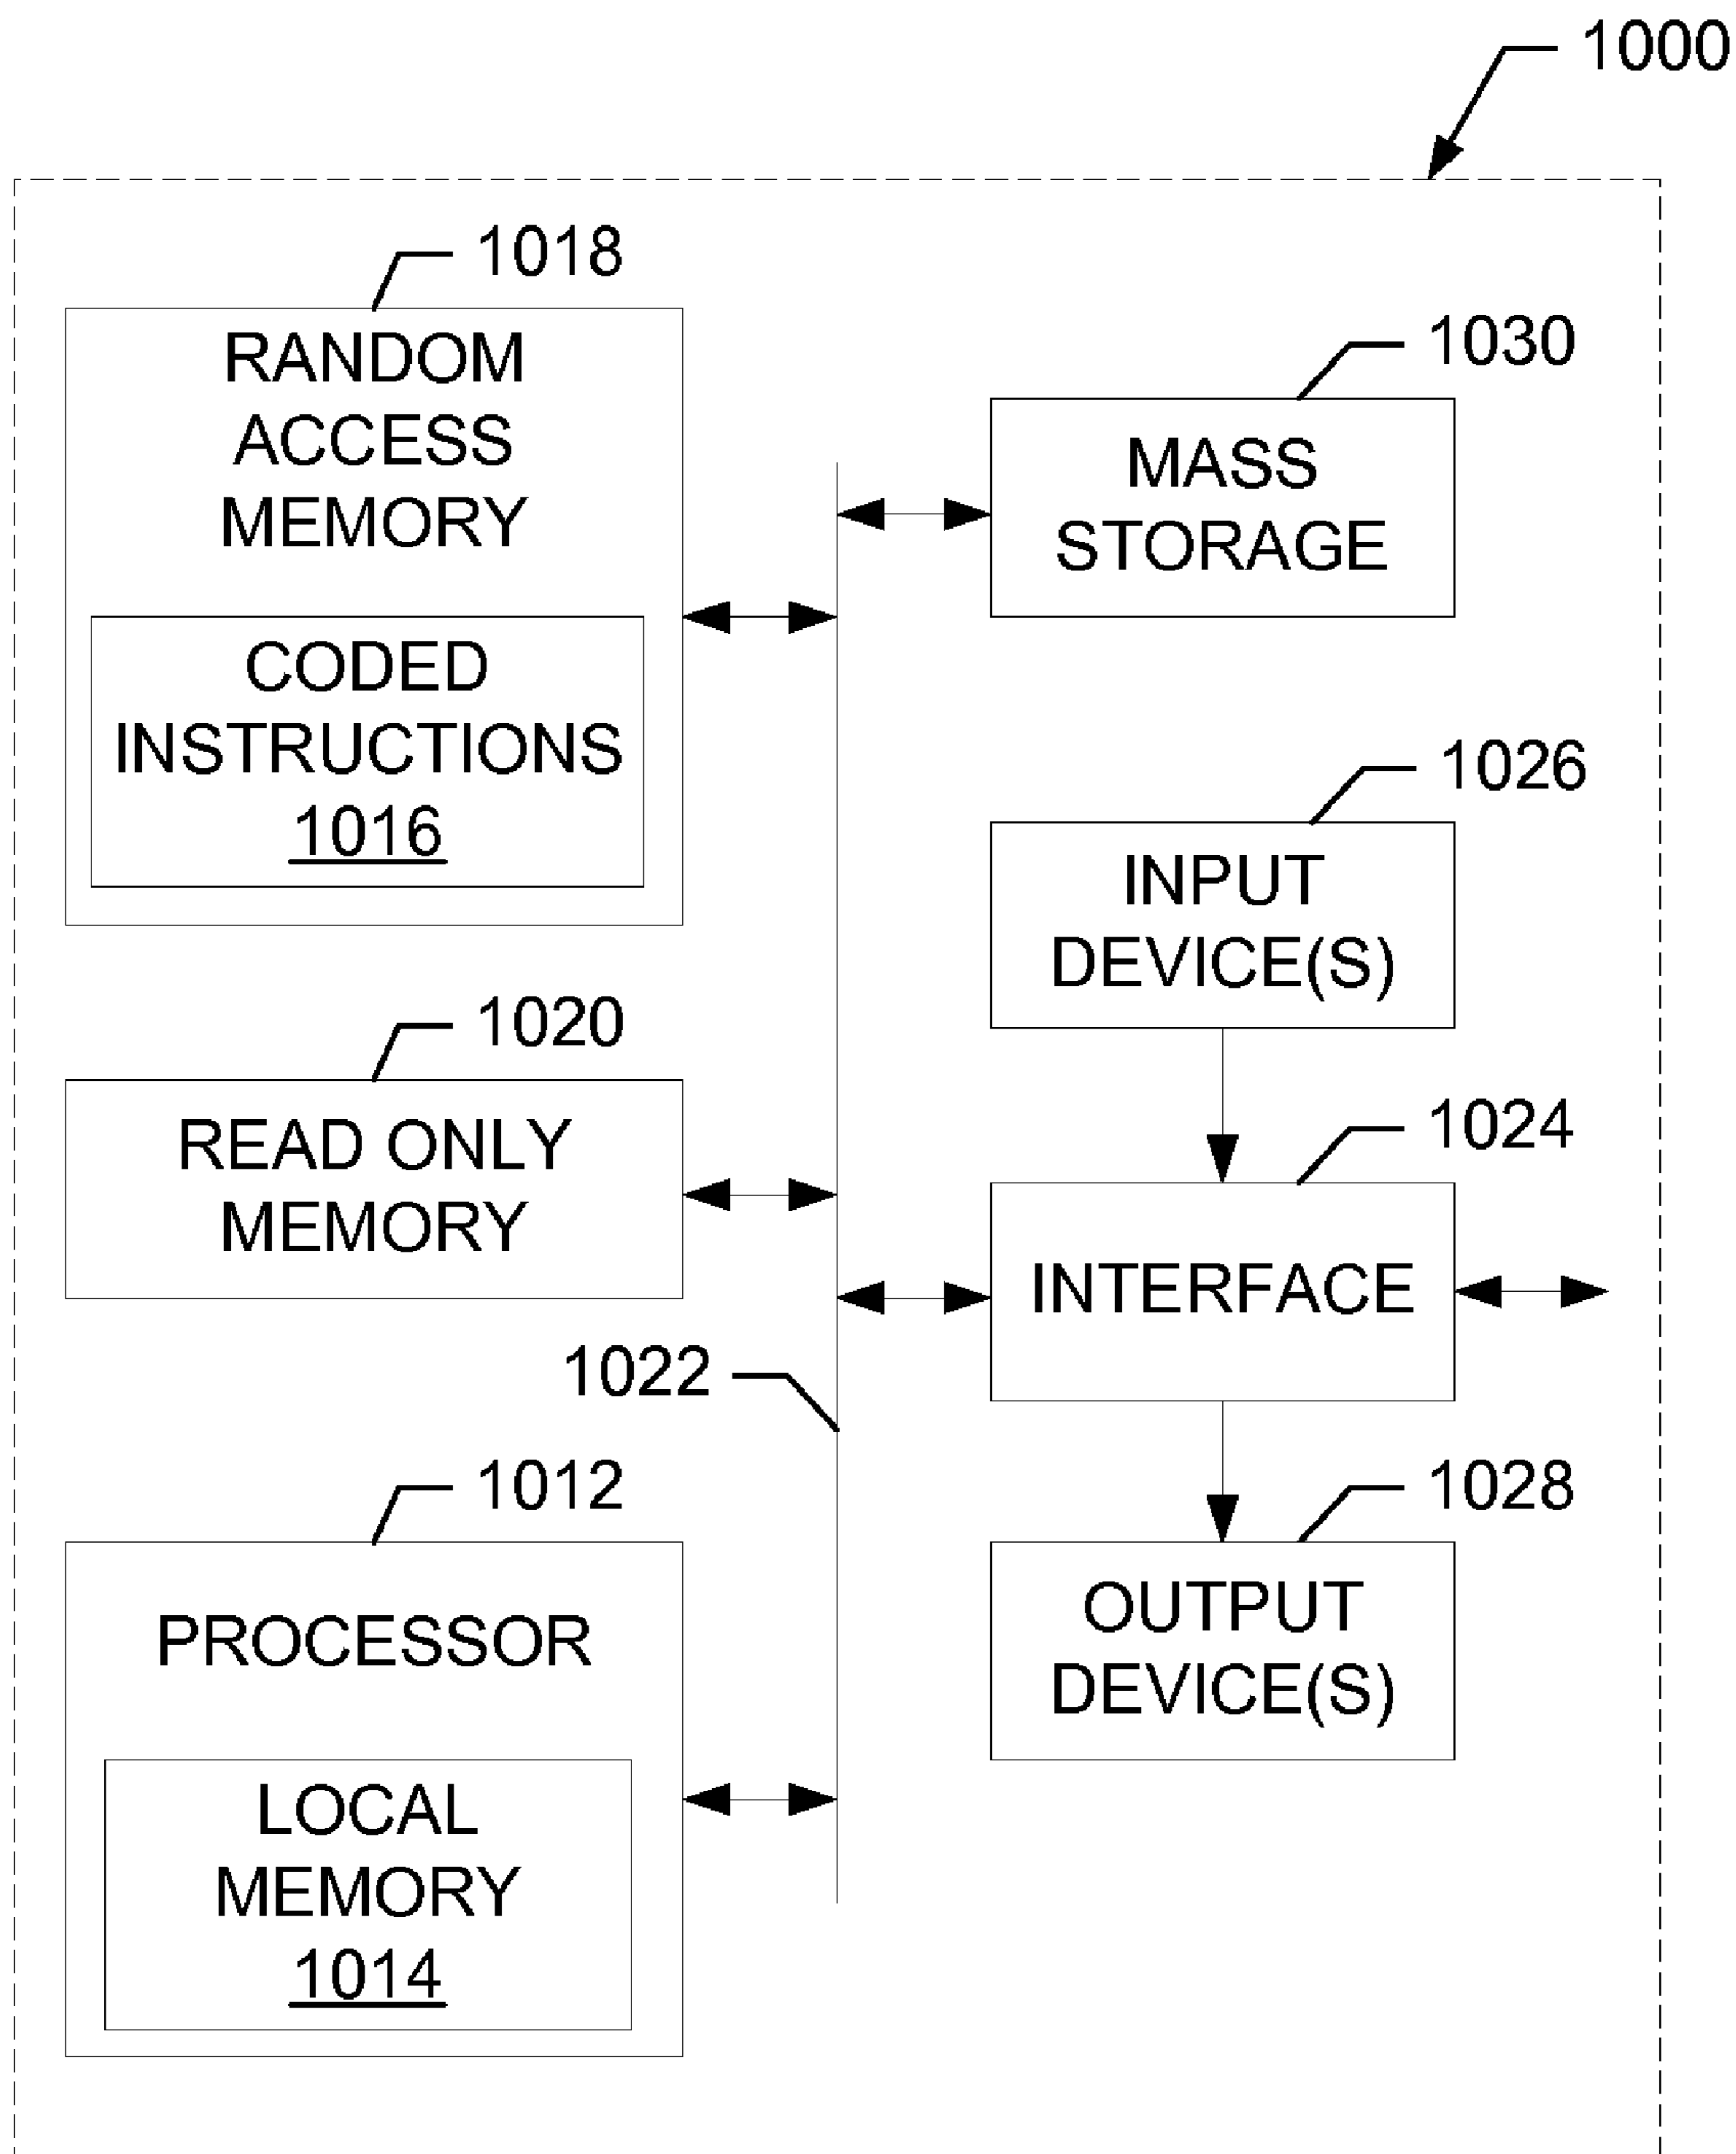 1000
1018
RANDOM
ACCESS
MEMORY
CODED
INSTRUCTIONS
1016
1030
MASS
STORAGE
1026
INPUT
DEVICE(S)
1020
READ ONLY
MEMORY
1024
INTERFACE
1022
1012
PROCESSOR
LOCAL
MEMORY
1014
1028
OUTPUT
DEVICE(S)